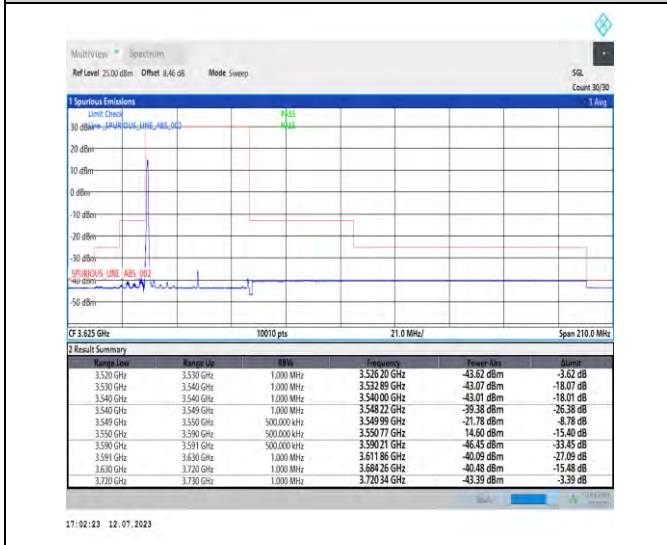 MultiView Spectrum
Ref Level 25.00 dBm Offset 8.46 dB Mode Sweep SGL
Count 30/30
1 Spurious Emissions 1 Avg
Limit Check PASS
Line _SPURIOUS_LINE_ABS_002 PASS
30 dBm
20 dBm
10 dBm
0 dBm
-10 dBm
-20 dBm
-30 dBm
SPURIOUS_LINE_ABS_002
-40 dBm
-50 dBm
CF 3.625 GHz 10010 pts 21.0 MHz/ Span 210.0 MHz
2 Result Summary
Range Low Range Up RBW Frequency Power Abs ΔLimit
3.520 GHz 3.530 GHz 1.000 MHz 3.526 20 GHz -43.62 dBm -3.62 dB
3.530 GHz 3.540 GHz 1.000 MHz 3.532 89 GHz -43.07 dBm -18.07 dB
3.540 GHz 3.540 GHz 1.000 MHz 3.540 00 GHz -43.01 dBm -18.01 dB
3.540 GHz 3.549 GHz 1.000 MHz 3.548 22 GHz -39.38 dBm -26.38 dB
3.549 GHz 3.550 GHz 500.000 kHz 3.549 99 GHz -21.78 dBm -8.78 dB
3.550 GHz 3.590 GHz 500.000 kHz 3.550 77 GHz 14.60 dBm -15.40 dB
3.590 GHz 3.591 GHz 500.000 kHz 3.590 21 GHz -46.45 dBm -33.45 dB
3.591 GHz 3.630 GHz 1.000 MHz 3.611 86 GHz -40.09 dBm -27.09 dB
3.630 GHz 3.720 GHz 1.000 MHz 3.684 26 GHz -40.48 dBm -15.48 dB
3.720 GHz 3.730 GHz 1.000 MHz 3.720 34 GHz -43.39 dBm -3.39 dB
17:02:23 12.07.2023